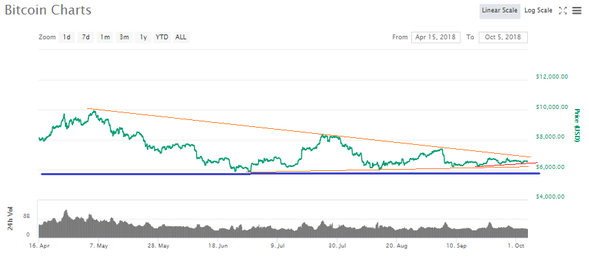 Bitcoin Charts
Linear Scale Log Scale
Zoom 1d 7d 1m 3m 1y YTD ALL
From Apr 15, 2018 To Oct 5, 2018
$12,000.00
$10,000.00
$8,000.00
$6,000.00
$4,000.00
Price (USD)
24h Vol
0
16. Apr 7. May 28. May 18. Jun 9. Jul 30. Jul 20. Aug 10. Sep 1. Oct